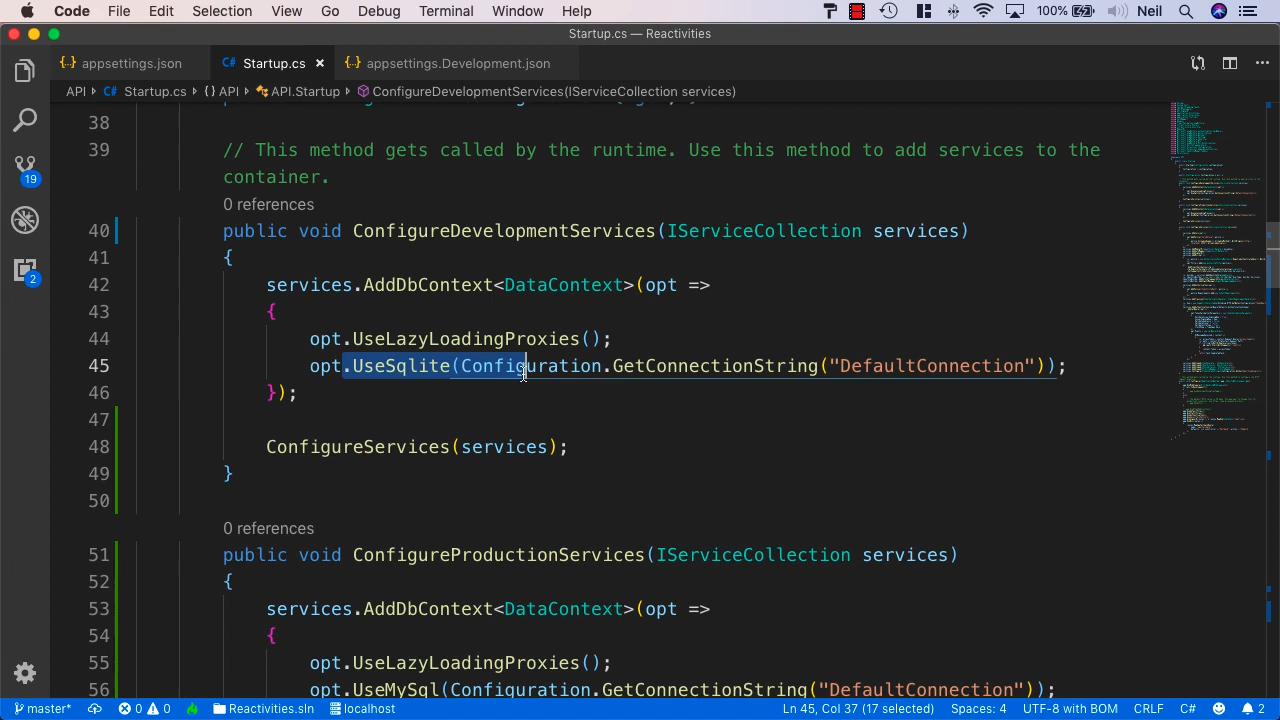 Code File Edit Selection View Go Debug Terminal Window Help 100% Neil
Startup.cs — Reactivities
{·} appsettings.json C# Startup.cs × {·} appsettings.Development.json ···
API › C# Startup.cs › { } API › API.Startup › ConfigureDevelopmentServices(IServiceCollection services)
38
39 // This method gets called by the runtime. Use this method to add services to the
container.
0 references
40 public void ConfigureDevelopmentServices(IServiceCollection services)
41 {
42 services.AddDbContext<DataContext>(opt =>
43 {
44 opt.UseLazyLoadingProxies();
45 opt.UseSqlite(Configuration.GetConnectionString("DefaultConnection"));
46 });
47
48 ConfigureServices(services);
49 }
50
0 references
51 public void ConfigureProductionServices(IServiceCollection services)
52 {
53 services.AddDbContext<DataContext>(opt =>
54 {
55 opt.UseLazyLoadingProxies();
56 opt.UseMySql(Configuration.GetConnectionString("DefaultConnection"));
19
2
master* 0 0 Reactivities.sln localhost Ln 45, Col 37 (17 selected) Spaces: 4 UTF-8 with BOM CRLF C# 2